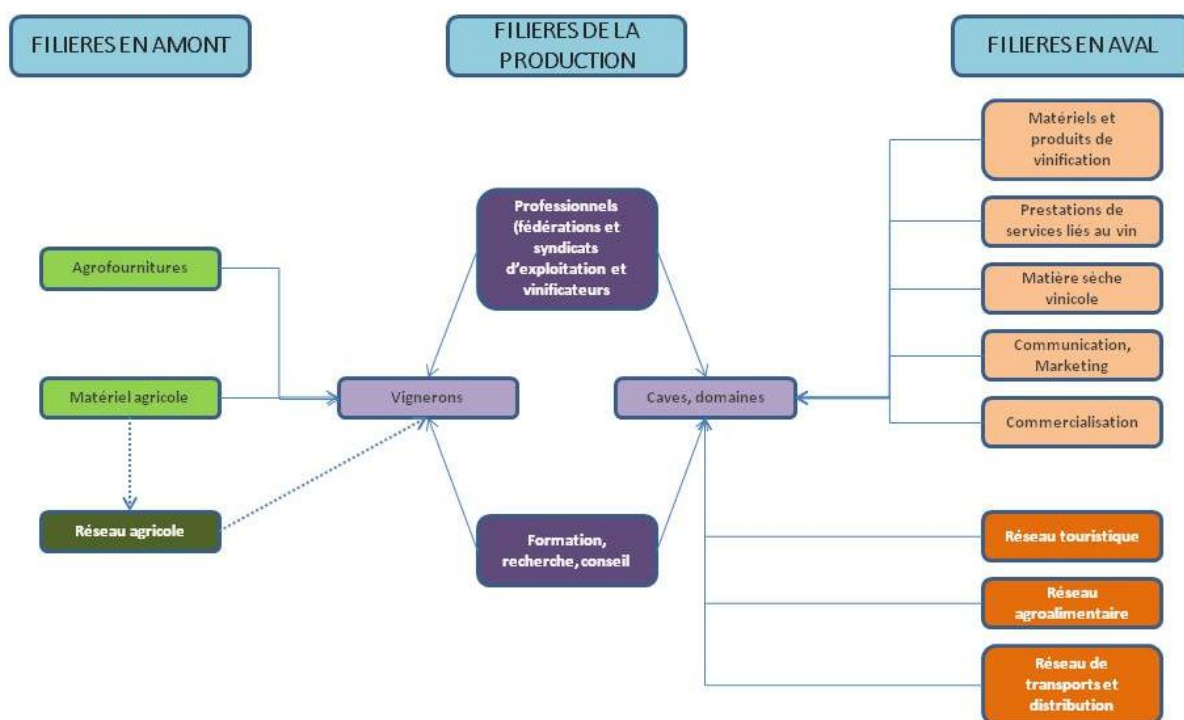 FILIERES EN AMONT
FILIERES DE LA
PRODUCTION
FILIERES EN AVAL
Agrofournitures
Matériel agricole
Réseau agricole
Professionnels
(fédérations et
syndicats
d'exploitation et
vinificateurs
Vignerons
Caves, domaines
Formation,
recherche, conseil
Matériels et
produits de
vinification
Prestations de
services liés au vin
Matière sèche
vinicole
Communication,
Marketing
Commercialisation
Réseau touristique
Réseau
agroalimentaire
Réseau de
transports et
distribution